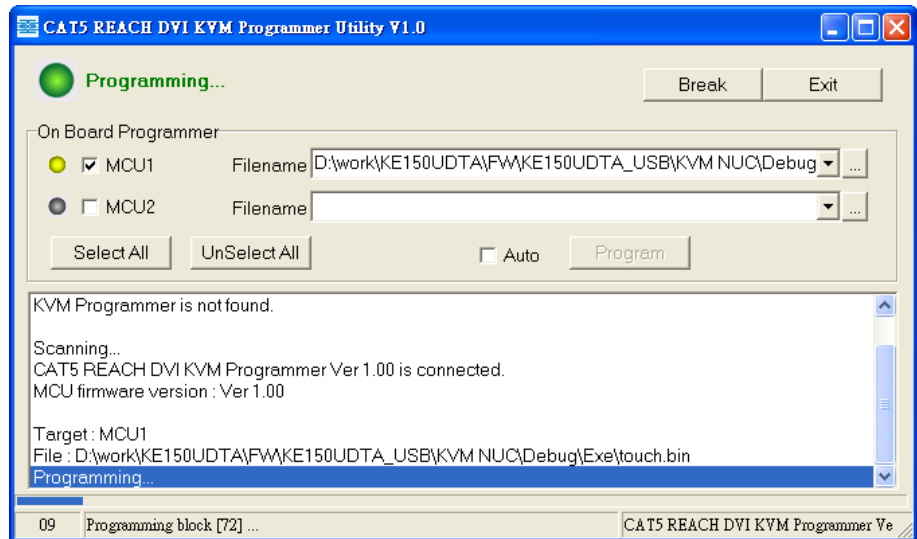 CAT5 REACH DVI KVM Programmer Utility V1.0
Programming...
Break
Exit
On Board Programmer
MCU1
Filename
D:\work\KE150UDTA\FW\KE150UDTA_USB\KVM NUC\Debug
...
MCU2
Filename
...
Select All
UnSelect All
Auto
Program
KVM Programmer is not found.
Scanning...
CAT5 REACH DVI KVM Programmer Ver 1.00 is connected.
MCU firmware version : Ver 1.00
Target : MCU1
File : D:\work\KE150UDTA\FW\KE150UDTA_USB\KVM NUC\Debug\Exe\touch.bin
Programming...
09
Programming block [72] ...
CAT5 REACH DVI KVM Programmer Ve